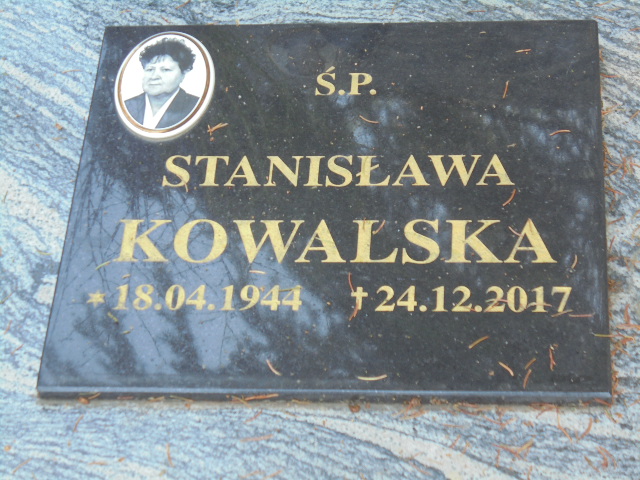 Ś.P.
STANISŁAWA
KOWALSKA
* 18.04.1944 † 24.12.2017